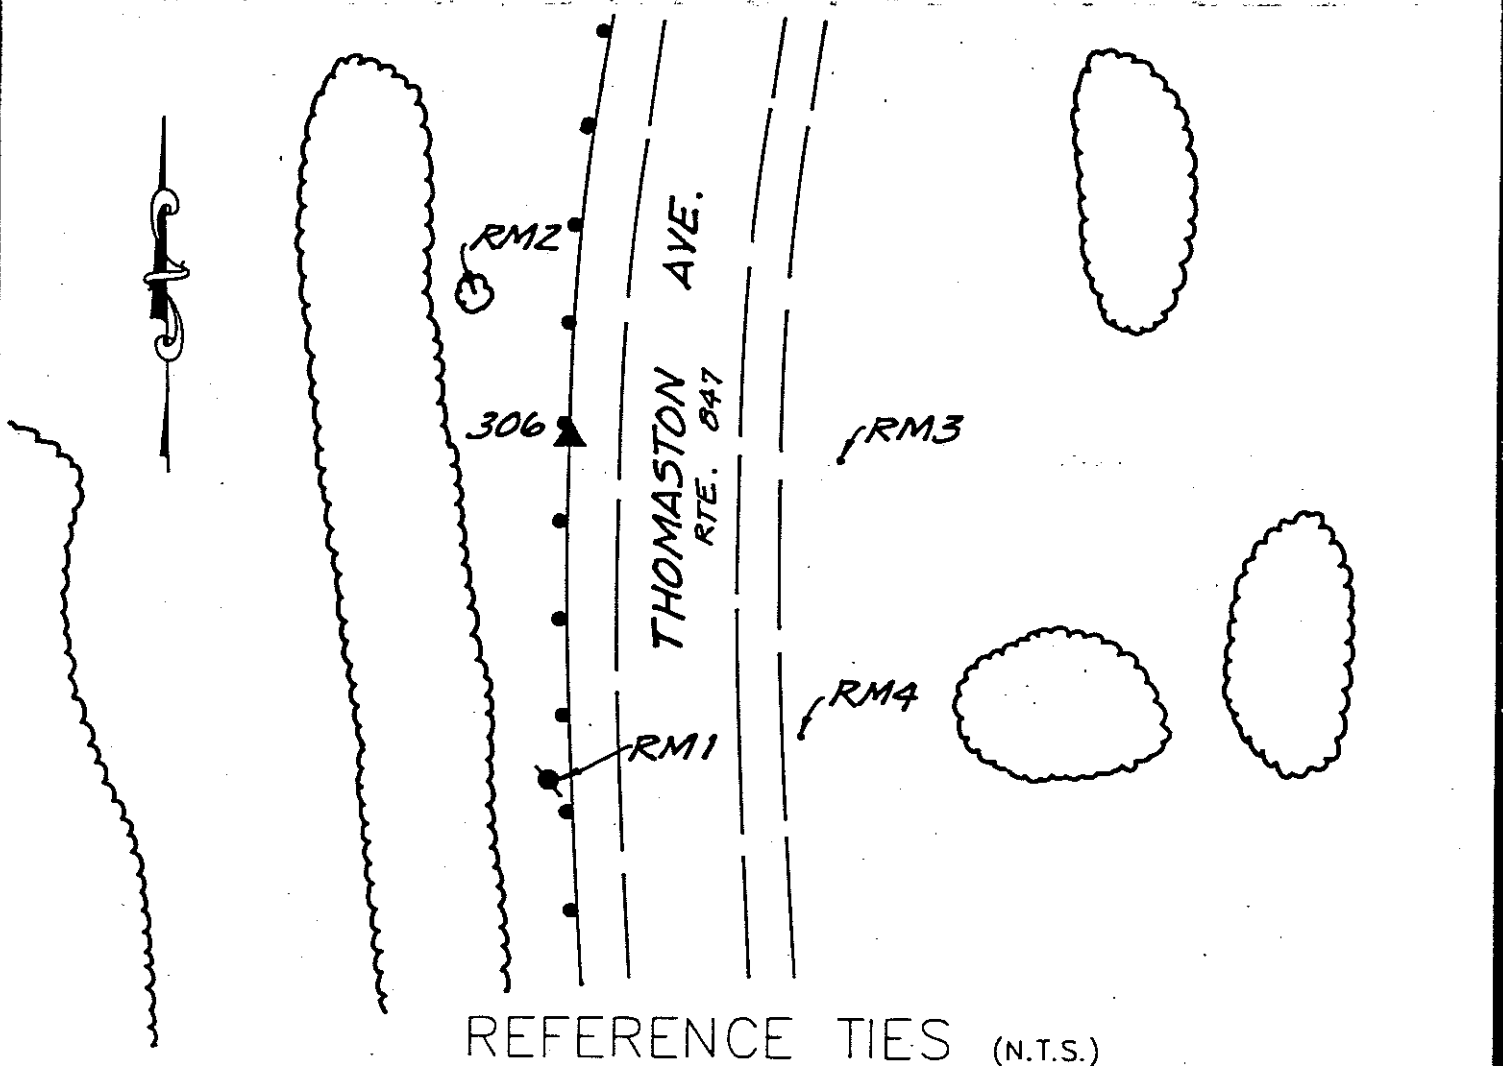 RM2
THOMASTON AVE.
RTE. 847
306
RM3
RM4
RM1
REFERENCE TIES (N.T.S.)